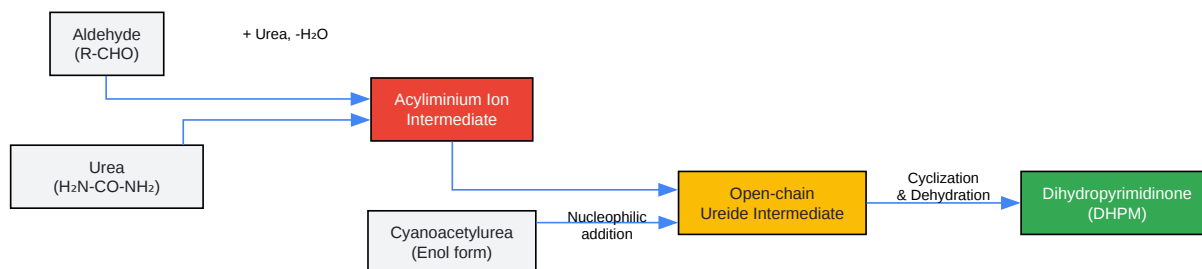 Aldehyde
(R-CHO)
+ Urea, -H₂O
Acyliminium Ion
Intermediate
Urea
(H₂N-CO-NH₂)
Open-chain
Ureide Intermediate
Cyclization
& Dehydration
Dihydropyrimidinone
(DHPM)
Cyanoacetylurea
(Enol form)
Nucleophilic
addition